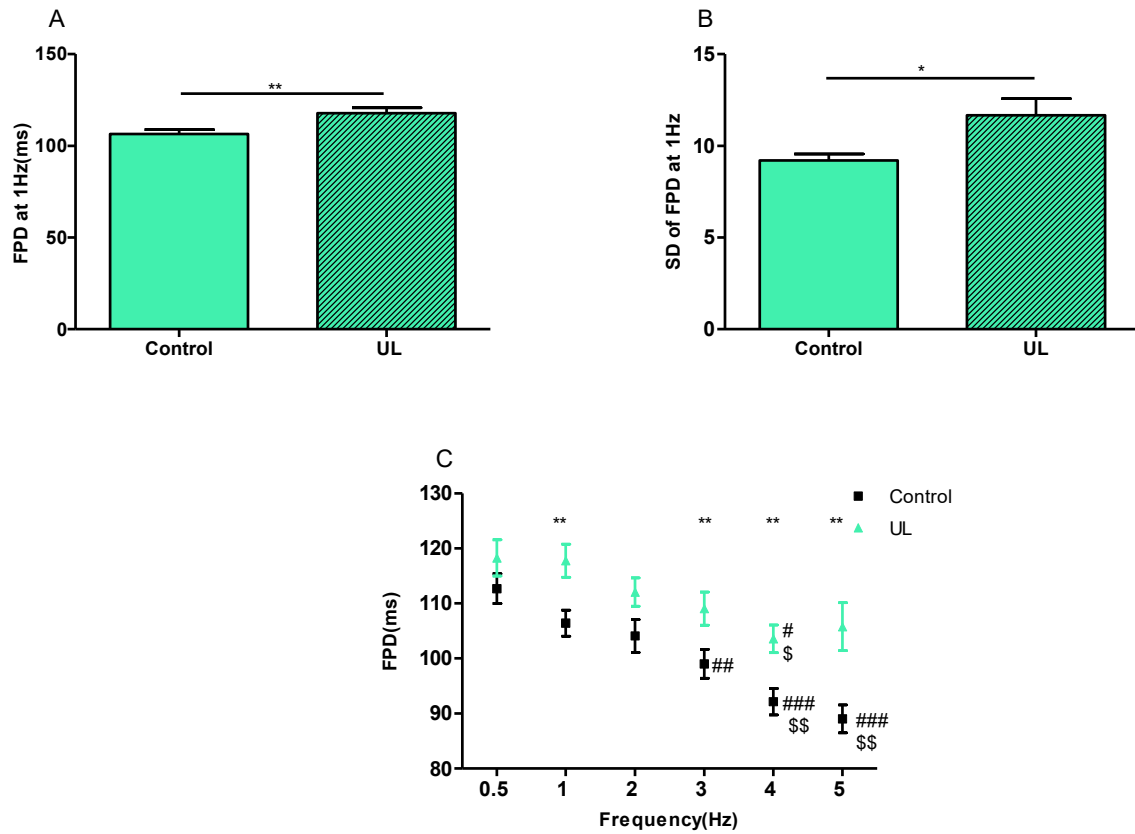 A
150
100
50
0
FPD at 1Hz(ms)
**
Control
UL
B
15
10
5
0
SD of FPD at 1Hz
*
Control
UL
C
130
120
110
100
90
80
FPD(ms)
Control
UL
** ** ** **
#
$
##
###
$$
###
$$
0.5 1 2 3 4 5
Frequency(Hz)